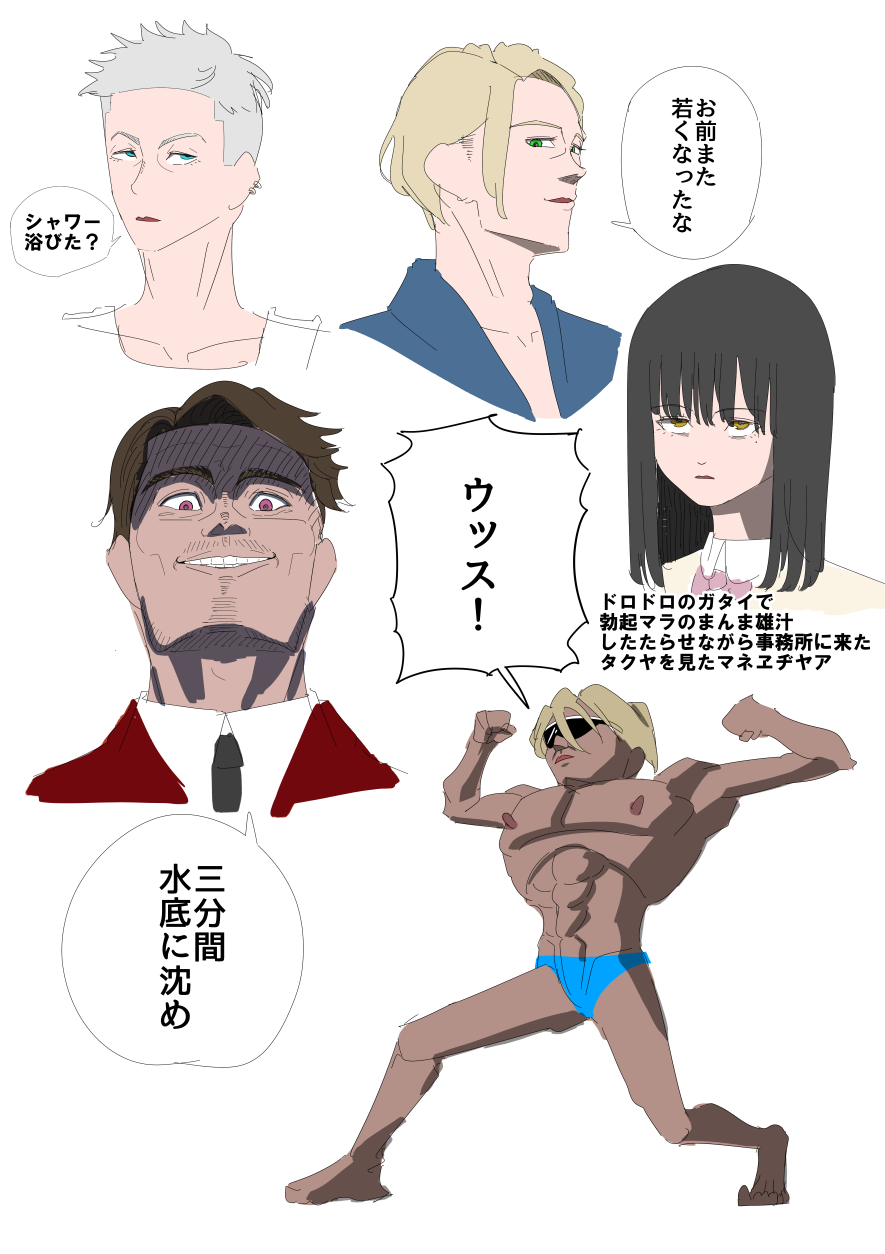 お前また
若くなったな
シャワー
浴びた？
ウッス！
ドロドロのガタイで
勃起マラのまんま雄汁
したたらせながら事務所に来た
タクヤを見たマネヱヂヤア
三分間
水底に沈め